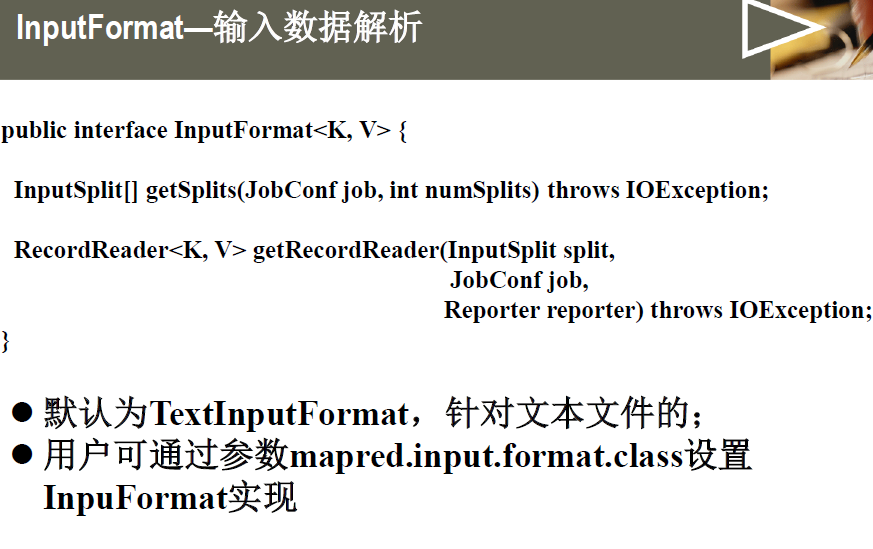 InputFormat—输入数据解析
public interface InputFormat<K, V> {
InputSplit[] getSplits(JobConf job, int numSplits) throws IOException;
RecordReader<K, V> getRecordReader(InputSplit split,
JobConf job,
Reporter reporter) throws IOException;
}
● 默认为TextInputFormat，针对文本文件的；
● 用户可通过参数mapred.input.format.class设置
InpuFormat实现